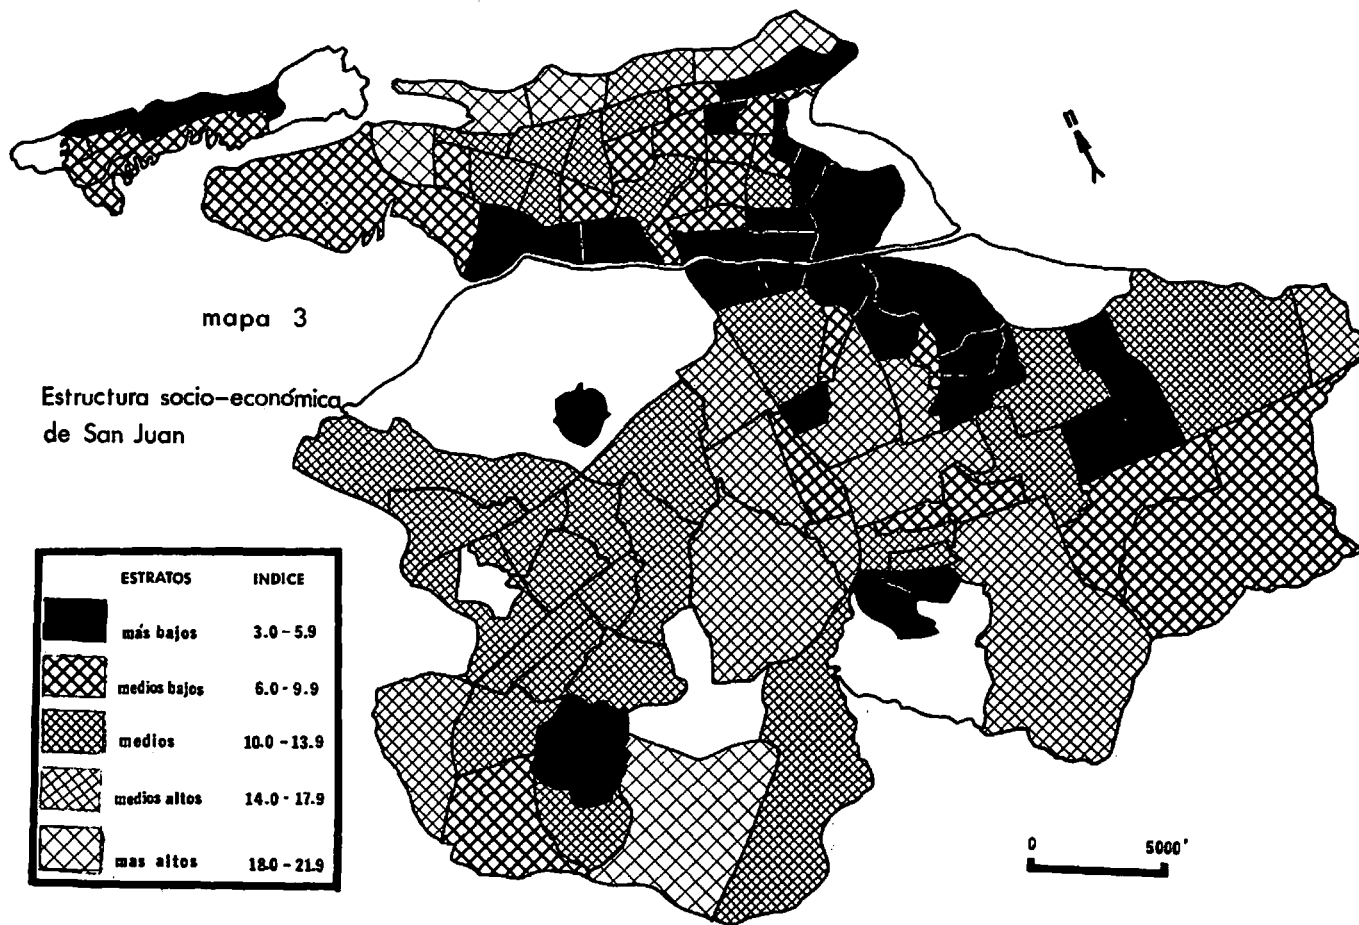 n
mapa 3
Estructura socio-económica
de San Juan
ESTRATOS INDICE
más bajos 3.0-5.9
medios bajos 6.0-9.9
medios 10.0-13.9
medios altos 14.0-17.9
mas altos 18.0-21.9
0 5000'